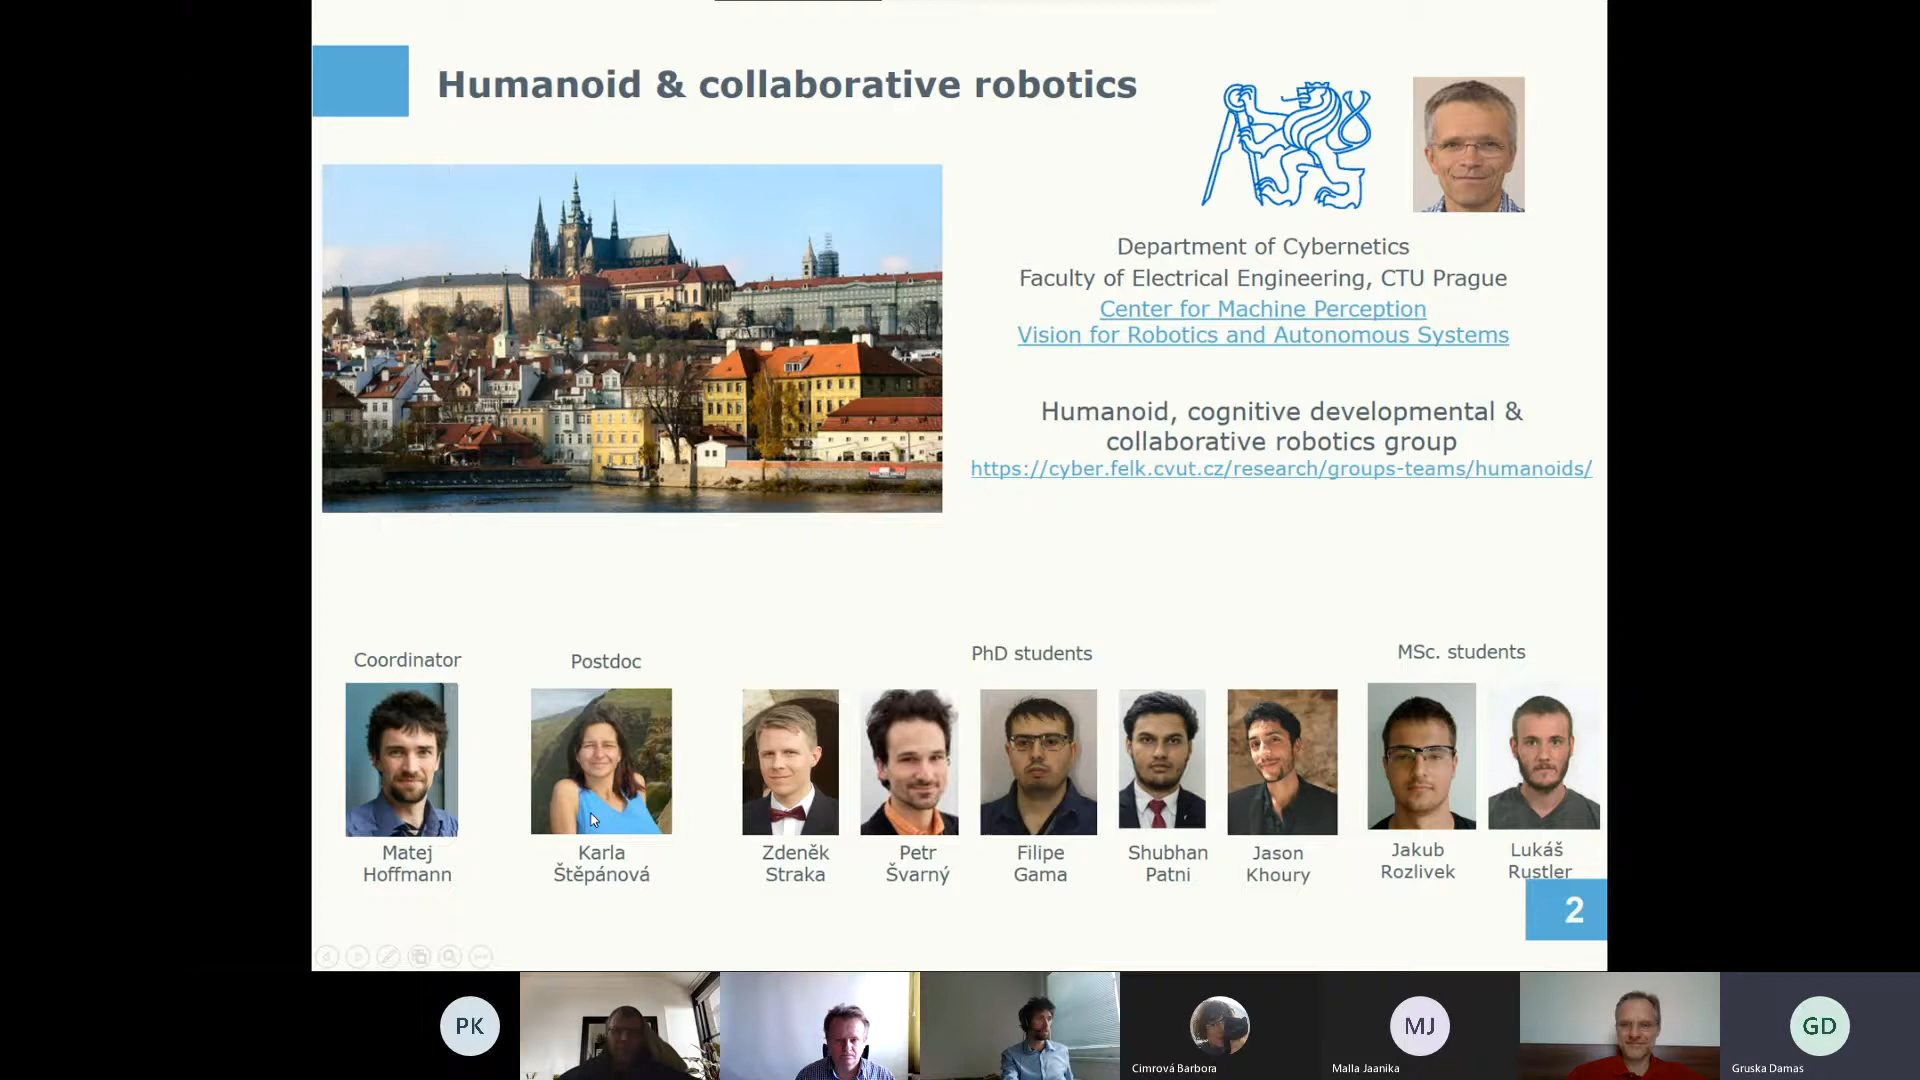 Humanoid & collaborative robotics
Department of Cybernetics
Faculty of Electrical Engineering, CTU Prague
Center for Machine Perception
Vision for Robotics and Autonomous Systems
Humanoid, cognitive developmental &
collaborative robotics group
https://cyber.felk.cvut.cz/research/groups-teams/humanoids/
Coordinator
Postdoc
PhD students
MSc. students
Matej
Hoffmann
Karla
Štěpánová
Zdeněk
Straka
Petr
Švarný
Filipe
Gama
Shubhan
Patni
Jason
Khoury
Jakub
Rozlivek
Lukáš
Rustler
2
PK
Cimrová Barbora
MJ
Malla Jaanika
GD
Gruska Damas